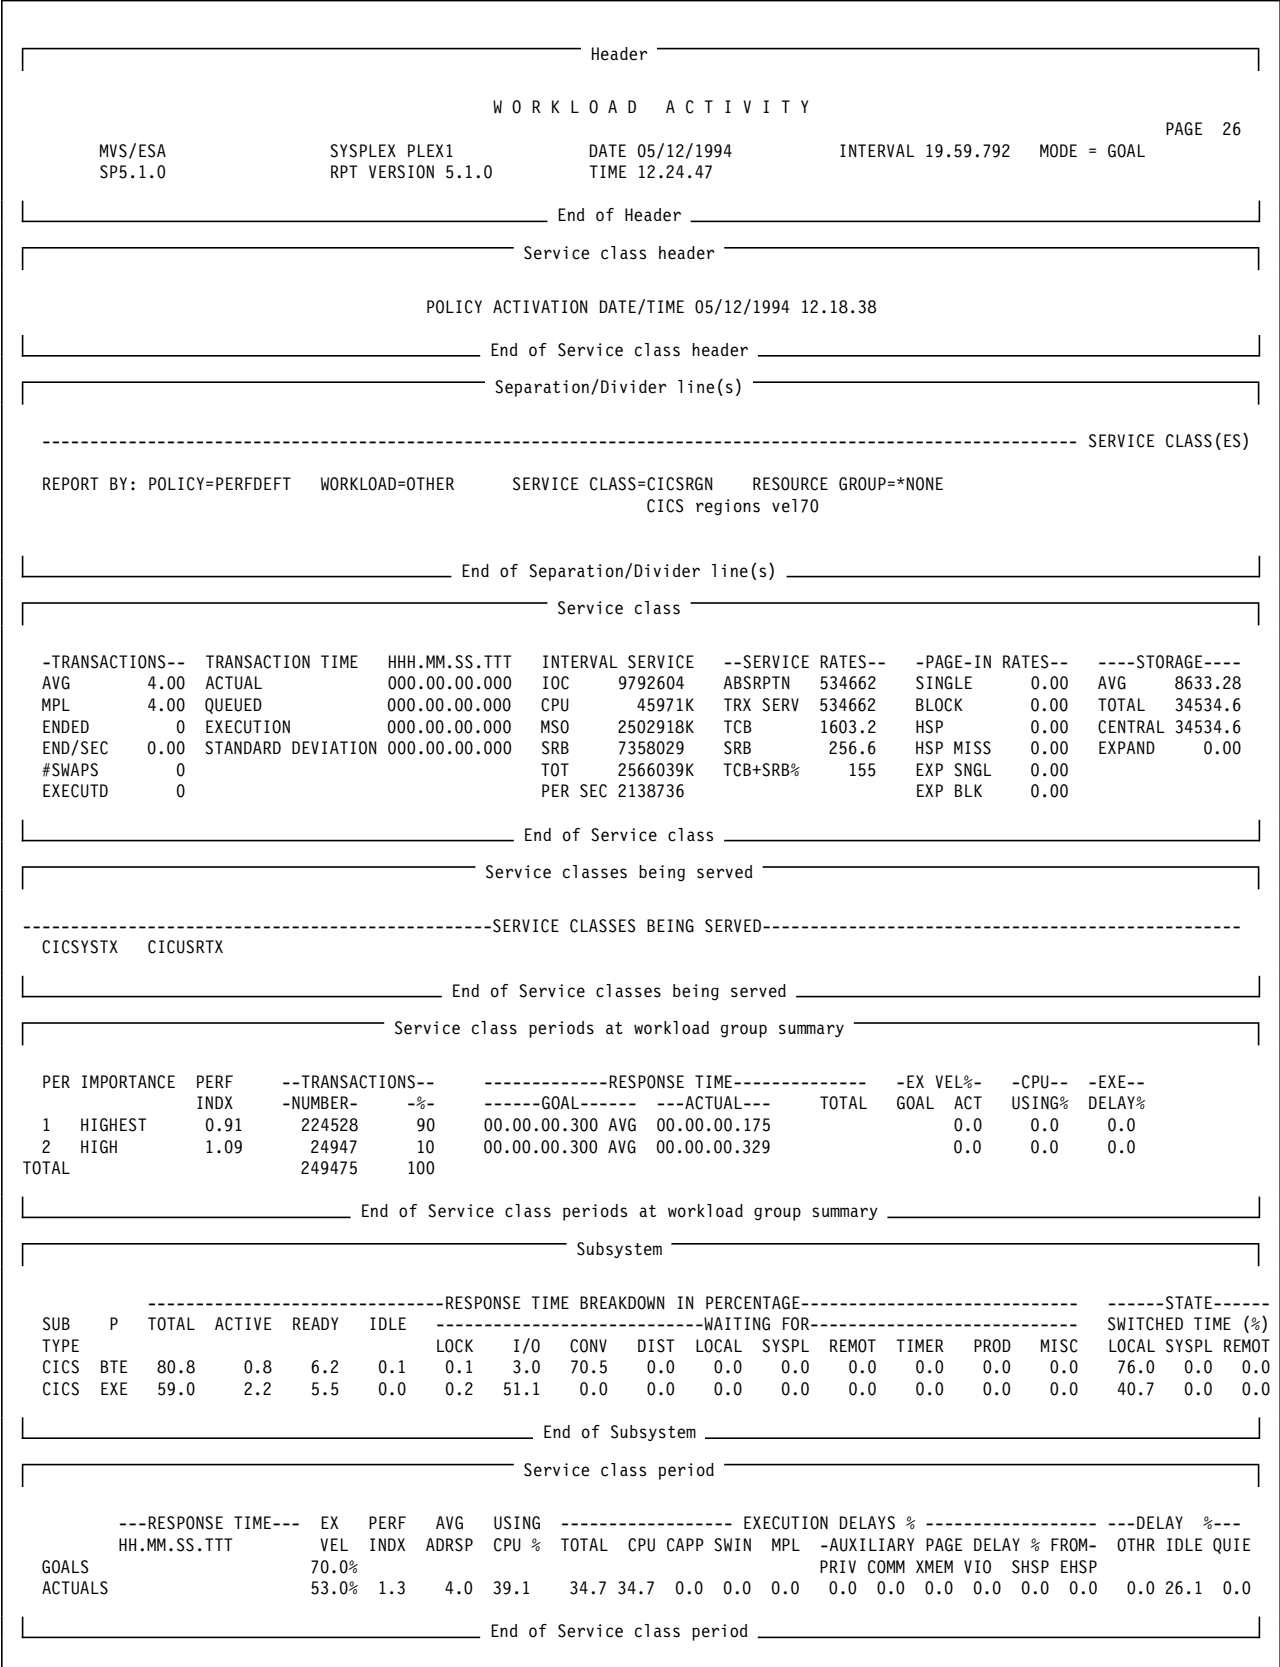 Header
W O R K L O A D   A C T I V I T Y
PAGE 26
MVS/ESA SYSPLEX PLEX1 DATE 05/12/1994 INTERVAL 19.59.792 MODE = GOAL
SP5.1.0 RPT VERSION 5.1.0 TIME 12.24.47
End of Header
Service class header
POLICY ACTIVATION DATE/TIME 05/12/1994 12.18.38
End of Service class header
Separation/Divider line(s)
------------------------------------------------------------------------------------------------------------ SERVICE CLASS(ES)
REPORT BY: POLICY=PERFDEFT WORKLOAD=OTHER SERVICE CLASS=CICSRGN RESOURCE GROUP=*NONE
CICS regions vel70
End of Separation/Divider line(s)
Service class
-TRANSACTIONS-- TRANSACTION TIME HHH.MM.SS.TTT INTERVAL SERVICE --SERVICE RATES-- -PAGE-IN RATES-- ----STORAGE----
AVG 4.00 ACTUAL 000.00.00.000 IOC 9792604 ABSRPTN 534662 SINGLE 0.00 AVG 8633.28
MPL 4.00 QUEUED 000.00.00.000 CPU 45971K TRX SERV 534662 BLOCK 0.00 TOTAL 34534.6
ENDED 0 EXECUTION 000.00.00.000 MSO 2502918K TCB 1603.2 HSP 0.00 CENTRAL 34534.6
END/SEC 0.00 STANDARD DEVIATION 000.00.00.000 SRB 7358029 SRB 256.6 HSP MISS 0.00 EXPAND 0.00
#SWAPS 0 TOT 2566039K TCB+SRB% 155 EXP SNGL 0.00
EXECUTD 0 PER SEC 2138736 EXP BLK 0.00
End of Service class
Service classes being served
-------------------------------------------------SERVICE CLASSES BEING SERVED--------------------------------------------------
CICSYSTX CICUSRTX
End of Service classes being served
Service class periods at workload group summary
PER IMPORTANCE PERF --TRANSACTIONS-- -------------RESPONSE TIME-------------- -EX VEL%- -CPU-- -EXE--
INDX -NUMBER- -%- ------GOAL------ ---ACTUAL--- TOTAL GOAL ACT USING% DELAY%
1 HIGHEST 0.91 224528 90 00.00.00.300 AVG 00.00.00.175 0.0 0.0 0.0
2 HIGH 1.09 24947 10 00.00.00.300 AVG 00.00.00.329 0.0 0.0 0.0
TOTAL 249475 100
End of Service class periods at workload group summary
Subsystem
-------------------------------RESPONSE TIME BREAKDOWN IN PERCENTAGE----------------------------- ------STATE------
SUB P TOTAL ACTIVE READY IDLE ----------------------------WAITING FOR---------------------------- SWITCHED TIME (%)
TYPE LOCK I/O CONV DIST LOCAL SYSPL REMOT TIMER PROD MISC LOCAL SYSPL REMOT
CICS BTE 80.8 0.8 6.2 0.1 0.1 3.0 70.5 0.0 0.0 0.0 0.0 0.0 0.0 0.0 76.0 0.0 0.0
CICS EXE 59.0 2.2 5.5 0.0 0.2 51.1 0.0 0.0 0.0 0.0 0.0 0.0 0.0 0.0 40.7 0.0 0.0
End of Subsystem
Service class period
---RESPONSE TIME--- EX PERF AVG USING ------------------ EXECUTION DELAYS % ------------------ ---DELAY %---
HH.MM.SS.TTT VEL INDX ADRSP CPU % TOTAL CPU CAPP SWIN MPL -AUXILIARY PAGE DELAY % FROM- OTHR IDLE QUIE
GOALS 70.0% PRIV COMM XMEM VIO SHSP EHSP
ACTUALS 53.0% 1.3 4.0 39.1 34.7 34.7 0.0 0.0 0.0 0.0 0.0 0.0 0.0 0.0 0.0 0.0 26.1 0.0
End of Service class period